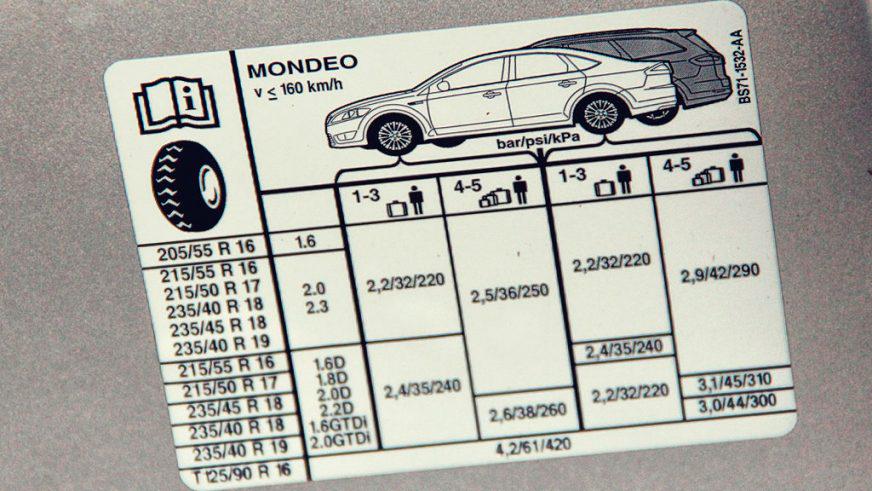 MONDEO
v ≤ 160 km/h
BS71-1532-AA
bar/psi/kPa
1-3 4-5 1-3 4-5
205/55 R 16 1.6
215/55 R 16
215/50 R 17 2.0
235/40 R 18 2.3
235/45 R 18
235/40 R 19
2,2/32/220 2,5/36/250 2,2/32/220 2,9/42/290
215/55 R 16 1.6D
215/50 R 17 1.8D
235/45 R 18 2.0D
235/40 R 18 2.2D
235/40 R 19 1.6GTDi
2.0GTDi
2,4/35/240 2,6/38/260 2,4/35/240 3,1/45/310
2,2/32/220 3,0/44/300
T125/90 R 16 4,2/61/420